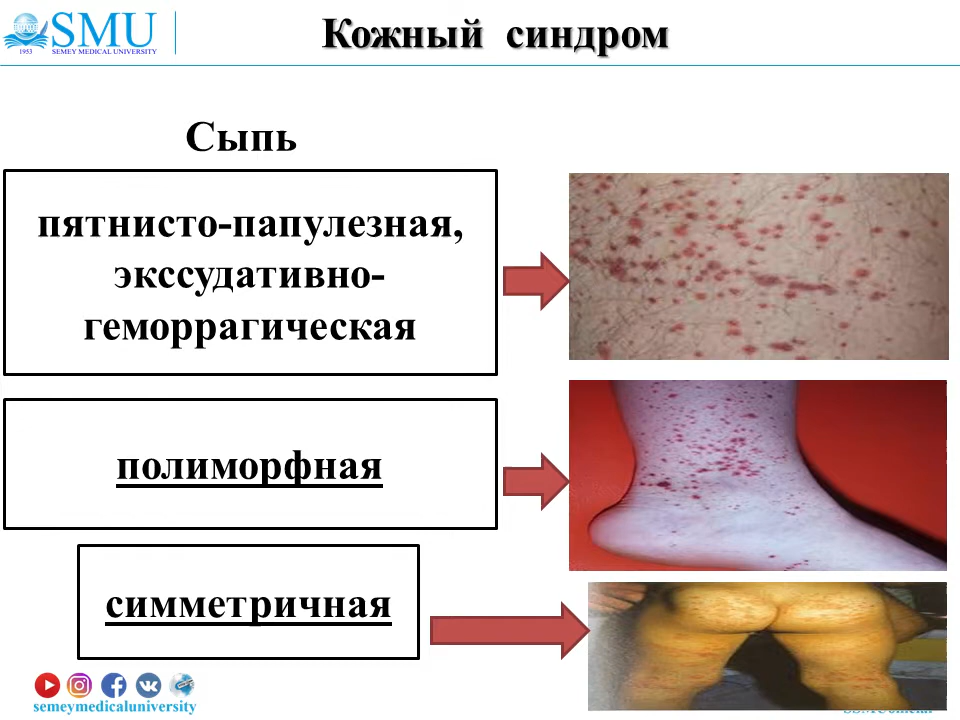 SMU
1953 SEMEY MEDICAL UNIVERSITY
Кожный синдром
Сыпь
пятнисто-папулезная,
экссудативно-
геморрагическая
полиморфная
симметричная
semeymedicaluniversity